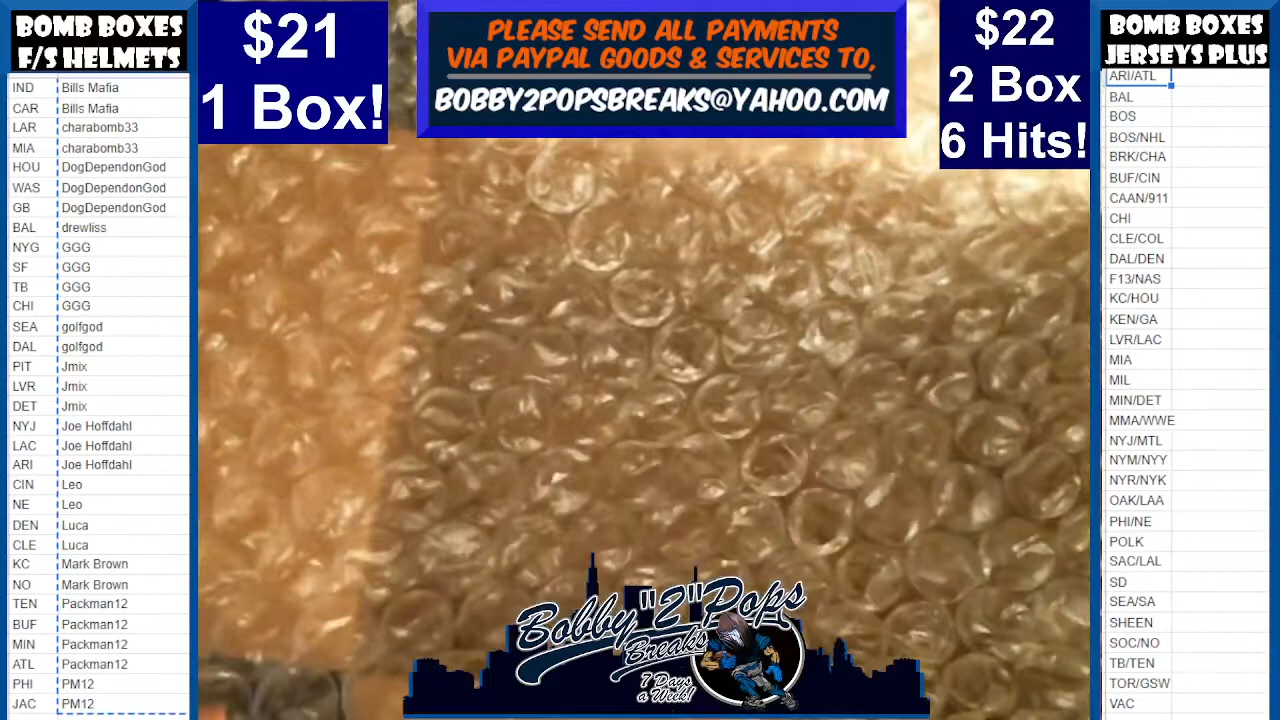 BOMB BOXES
F/S HELMETS
IND Bills Mafia
CAR Bills Mafia
LAR charabomb33
MIA charabomb33
HOU DogDependonGod
WAS DogDependonGod
GB DogDependonGod
BAL drewliss
NYG GGG
SF GGG
TB GGG
CHI GGG
SEA golfgod
DAL golfgod
PIT Jmix
LVR Jmix
DET Jmix
NYJ Joe Hoffdahl
LAC Joe Hoffdahl
ARI Joe Hoffdahl
CIN Leo
NE Leo
DEN Luca
CLE Luca
KC Mark Brown
NO Mark Brown
TEN Packman12
BUF Packman12
MIN Packman12
ATL Packman12
PHI PM12
JAC PM12
$21
1 Box!
PLEASE SEND ALL PAYMENTS
VIA PAYPAL GOODS & SERVICES TO,
BOBBY2POPSBREAKS@YAHOO.COM
$22
2 Box
6 Hits!
BOMB BOXES
JERSEYS PLUS
ARI/ATL
BAL
BOS
BOS/NHL
BRK/CHA
BUF/CIN
CAAN/911
CHI
CLE/COL
DAL/DEN
F13/NAS
KC/HOU
KEN/GA
LVR/LAC
MIA
MIL
MIN/DET
MMA/WWE
NYJ/MTL
NYM/NYY
NYR/NYK
OAK/LAA
PHI/NE
POLK
SAC/LAL
SD
SEA/SA
SHEEN
SOC/NO
TB/TEN
TOR/GSW
VAC
Bobby "2" Pops
Breaks
7 Days
a Week!